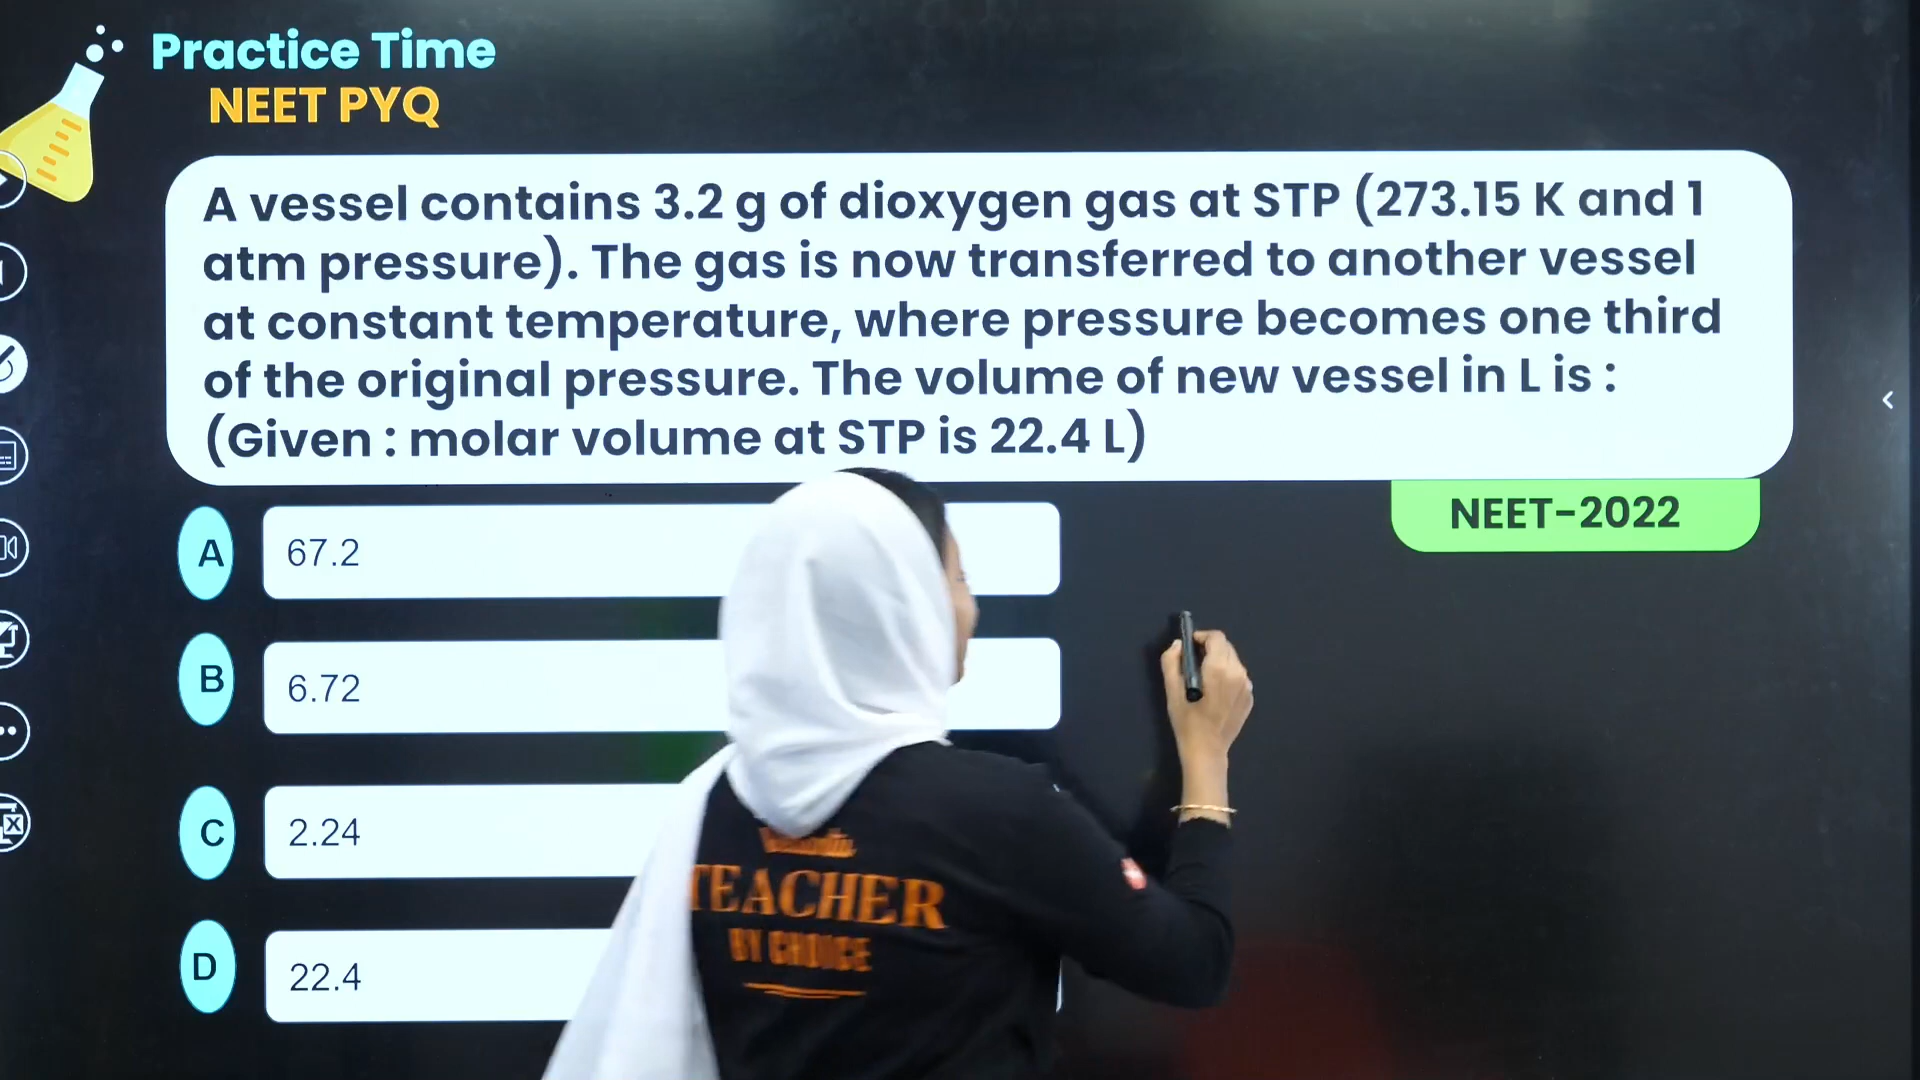 Practice Time
NEET PYQ
A vessel contains 3.2 g of dioxygen gas at STP (273.15 K and 1
atm pressure). The gas is now transferred to another vessel
at constant temperature, where pressure becomes one third
of the original pressure. The volume of new vessel in L is :
(Given : molar volume at STP is 22.4 L)
NEET-2022
A 67.2
B 6.72
C 2.24
D 22.4
TEACHER
BY CHOICE